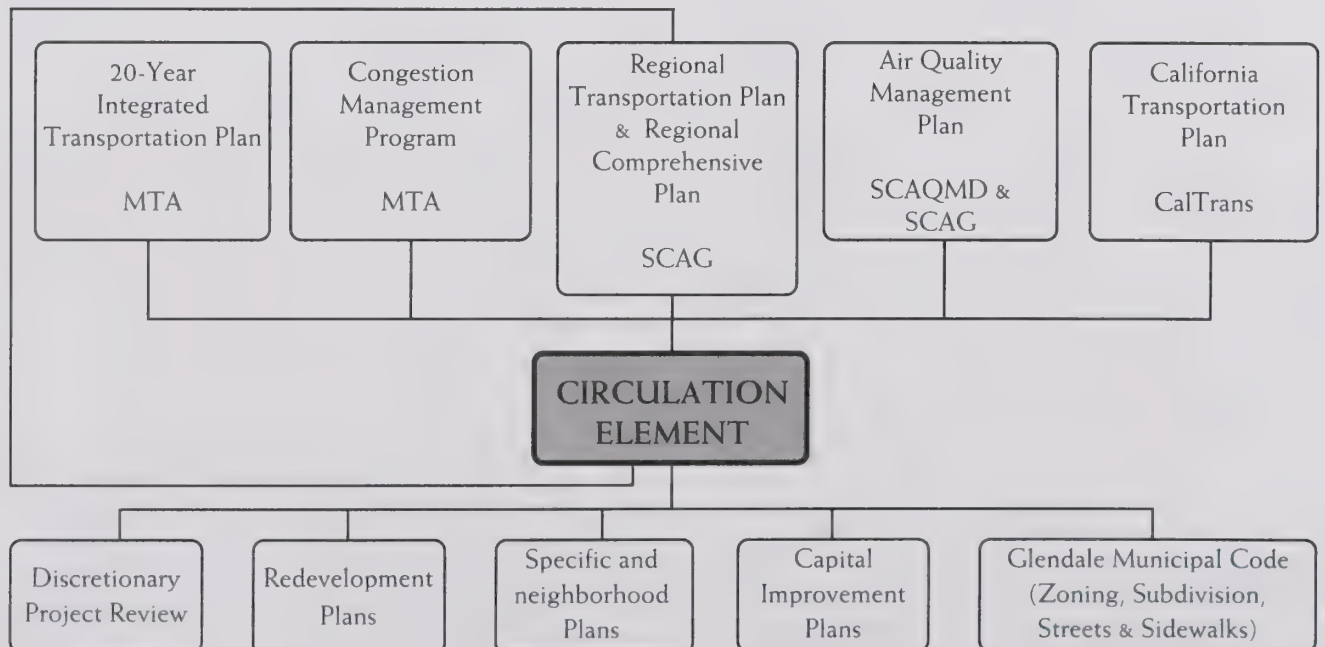 20-Year
Integrated
Transportation Plan
MTA
Congestion
Management
Program
MTA
Regional
Transportation Plan
& Regional
Comprehensive
Plan
SCAG
Air Quality
Management
Plan
SCAQMD &
SCAG
California
Transportation
Plan
CalTrans
CIRCULATION
ELEMENT
Discretionary
Project Review
Redevelopment
Plans
Specific and
neighborhood
Plans
Capital
Improvement
Plans
Glendale Municipal Code
(Zoning, Subdivision,
Streets & Sidewalks)